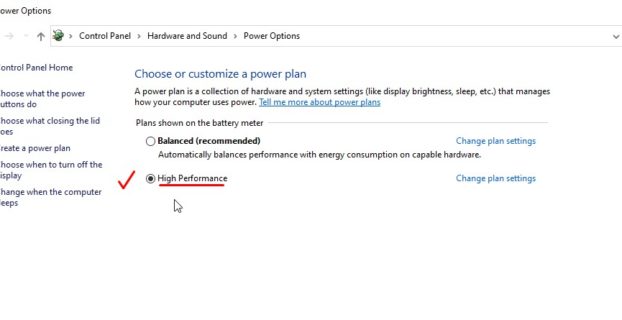 ower Options
Control Panel > Hardware and Sound > Power Options
ontrol Panel Home
hoose what the power
uttons do
hoose what closing the lid
oes
reate a power plan
hoose when to turn off the
isplay
hange when the computer
leeps
Choose or customize a power plan
A power plan is a collection of hardware and system settings (like display brightness, sleep, etc.) that manages
how your computer uses power. Tell me more about power plans
Plans shown on the battery meter
Balanced (recommended) Change plan settings
Automatically balances performance with energy consumption on capable hardware.
High Performance Change plan settings